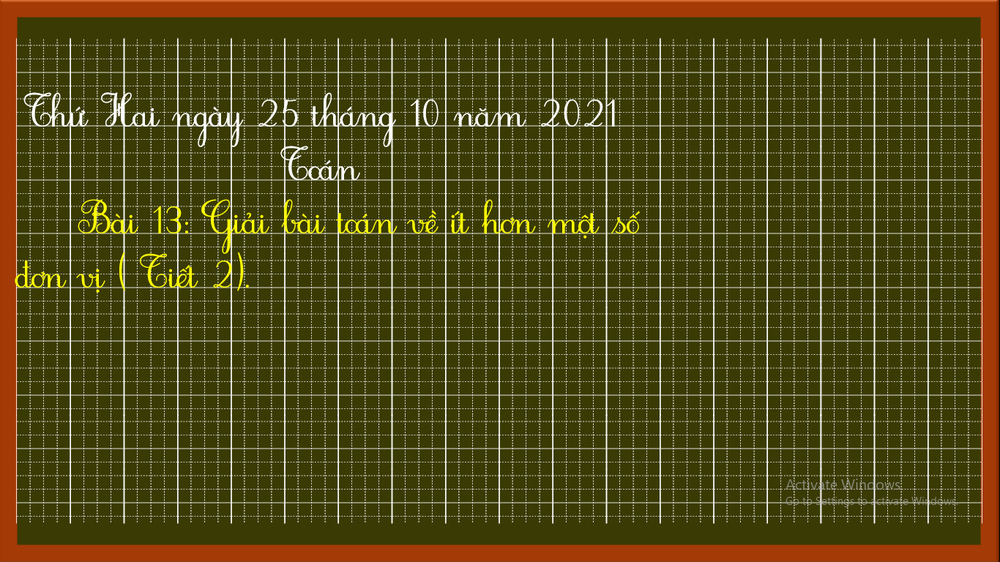 Thứ Hai ngày 25 tháng 10 năm 2021
Toán
Bài 13: Giải bài toán về ít hơn một số
đơn vị ( Tiết 2).
Activate Windows
Go to Settings to activate Windows.